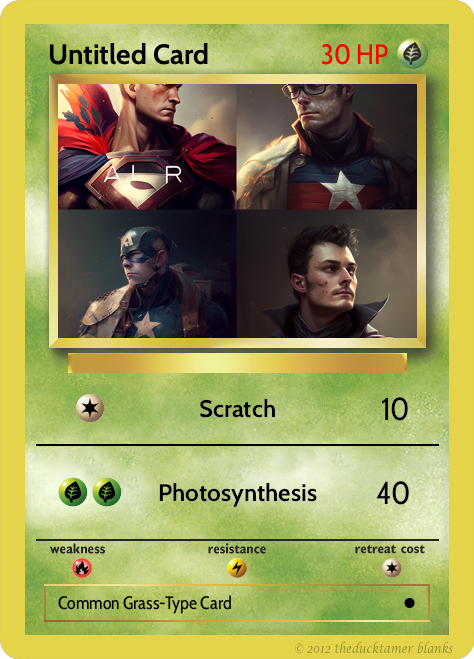 Untitled Card 30 HP
AL R
A
Scratch 10
Photosynthesis 40
weakness resistance retreat cost
Common Grass-Type Card
© 2012 theducktamer blanks